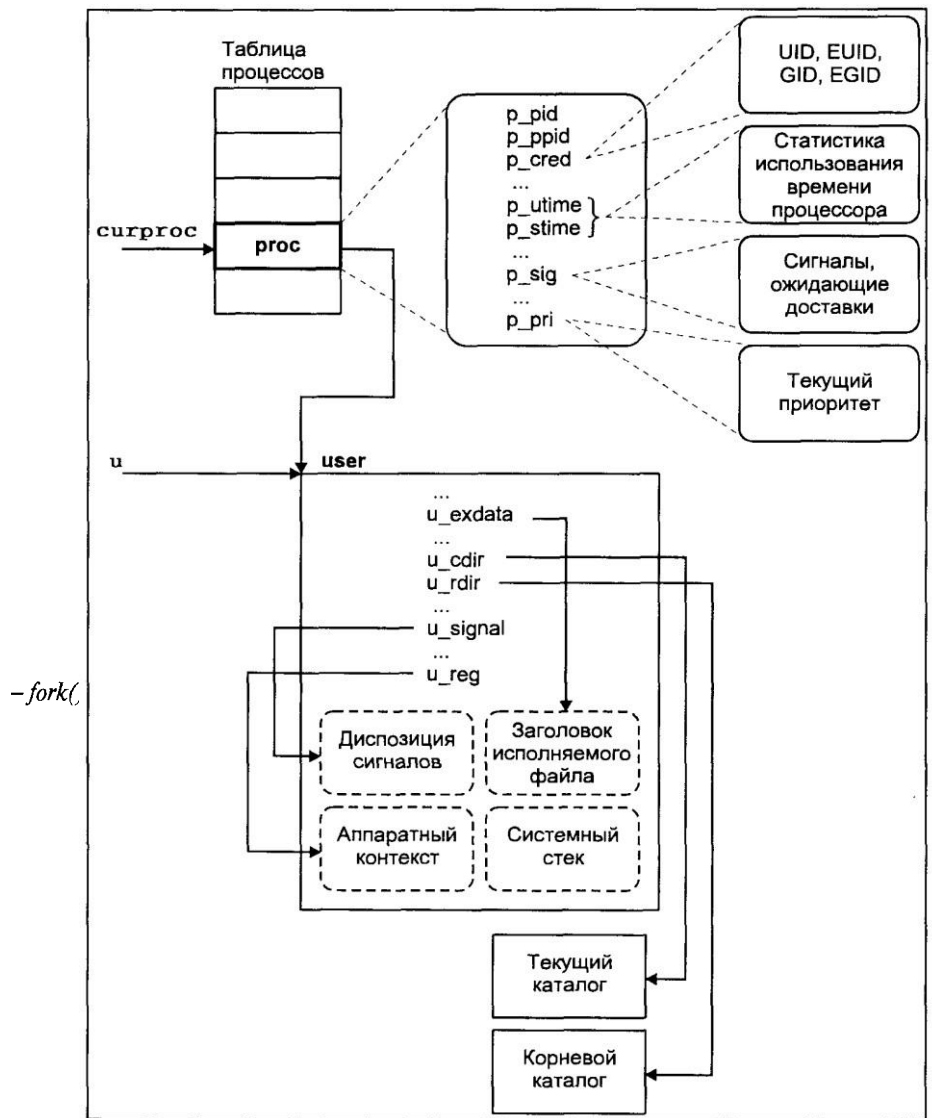 Таблица
процессов
curproc
proc
p_pid
p_ppid
p_cred
...
p_utime
p_stime
...
p_sig
...
p_pri
UID, EUID,
GID, EGID
Статистика
использования
времени
процессора
Сигналы,
ожидающие
доставки
Текущий
приоритет
u
user
...
u_exdata
...
u_cdir
u_rdir
...
u_signal
...
u_reg
–fork(
Диспозиция
сигналов
Заголовок
исполняемого
файла
Аппаратный
контекст
Системный
стек
Текущий
каталог
Корневой
каталог